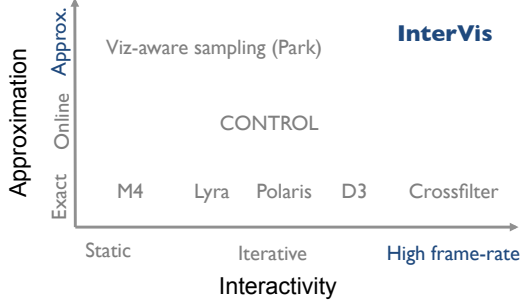 Approximation
Approx.
Online
Exact
InterVis
Viz-aware sampling (Park)
CONTROL
M4 Lyra Polaris D3 Crossfilter
Static Iterative High frame-rate
Interactivity